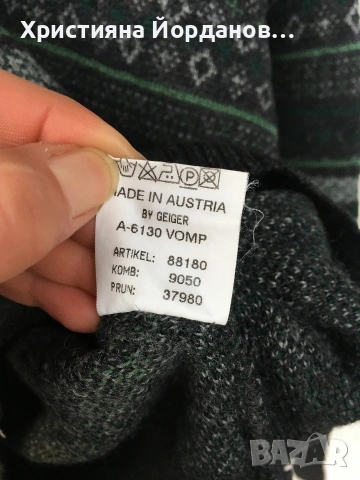 Християна Йорданов...
MADE IN AUSTRIA
BY GEIGER
A-6130 VOMP
ARTIKEL: 88180
KOMB: 9050
PRUN: 37980
BAZAR